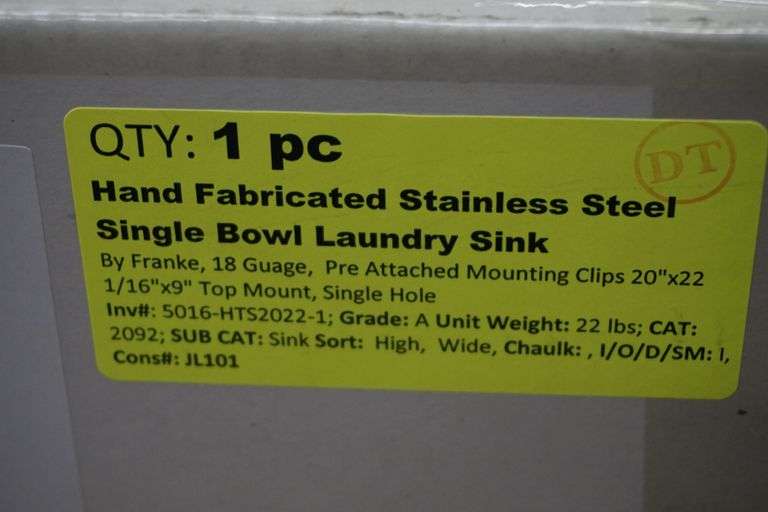 QTY: 1 pc
DT
Hand Fabricated Stainless Steel
Single Bowl Laundry Sink
By Franke, 18 Guage, Pre Attached Mounting Clips 20"x22
1/16"x9" Top Mount, Single Hole
Inv#: 5016-HTS2022-1; Grade: A Unit Weight: 22 lbs; CAT:
2092; SUB CAT: Sink Sort: High, Wide, Chaulk: , I/O/D/SM: I,
Cons#: JL101